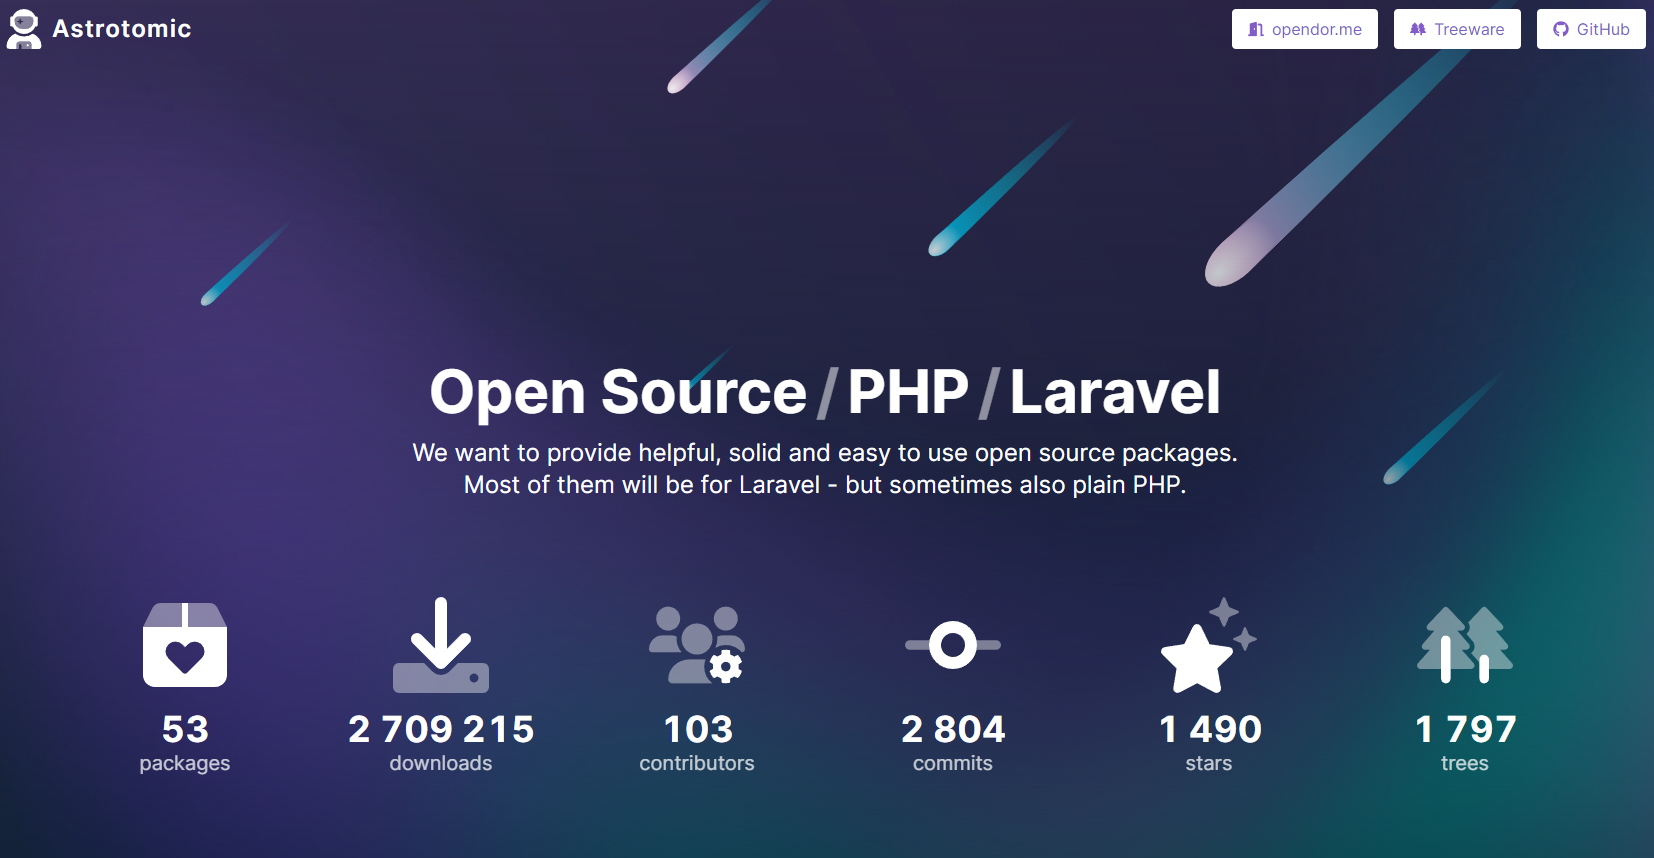 Astrotomic
opendor.me
Treeware
GitHub
Open Source / PHP / Laravel
We want to provide helpful, solid and easy to use open source packages.
Most of them will be for Laravel - but sometimes also plain PHP.
53
packages
2 709 215
downloads
103
contributors
2 804
commits
1 490
stars
1 797
trees